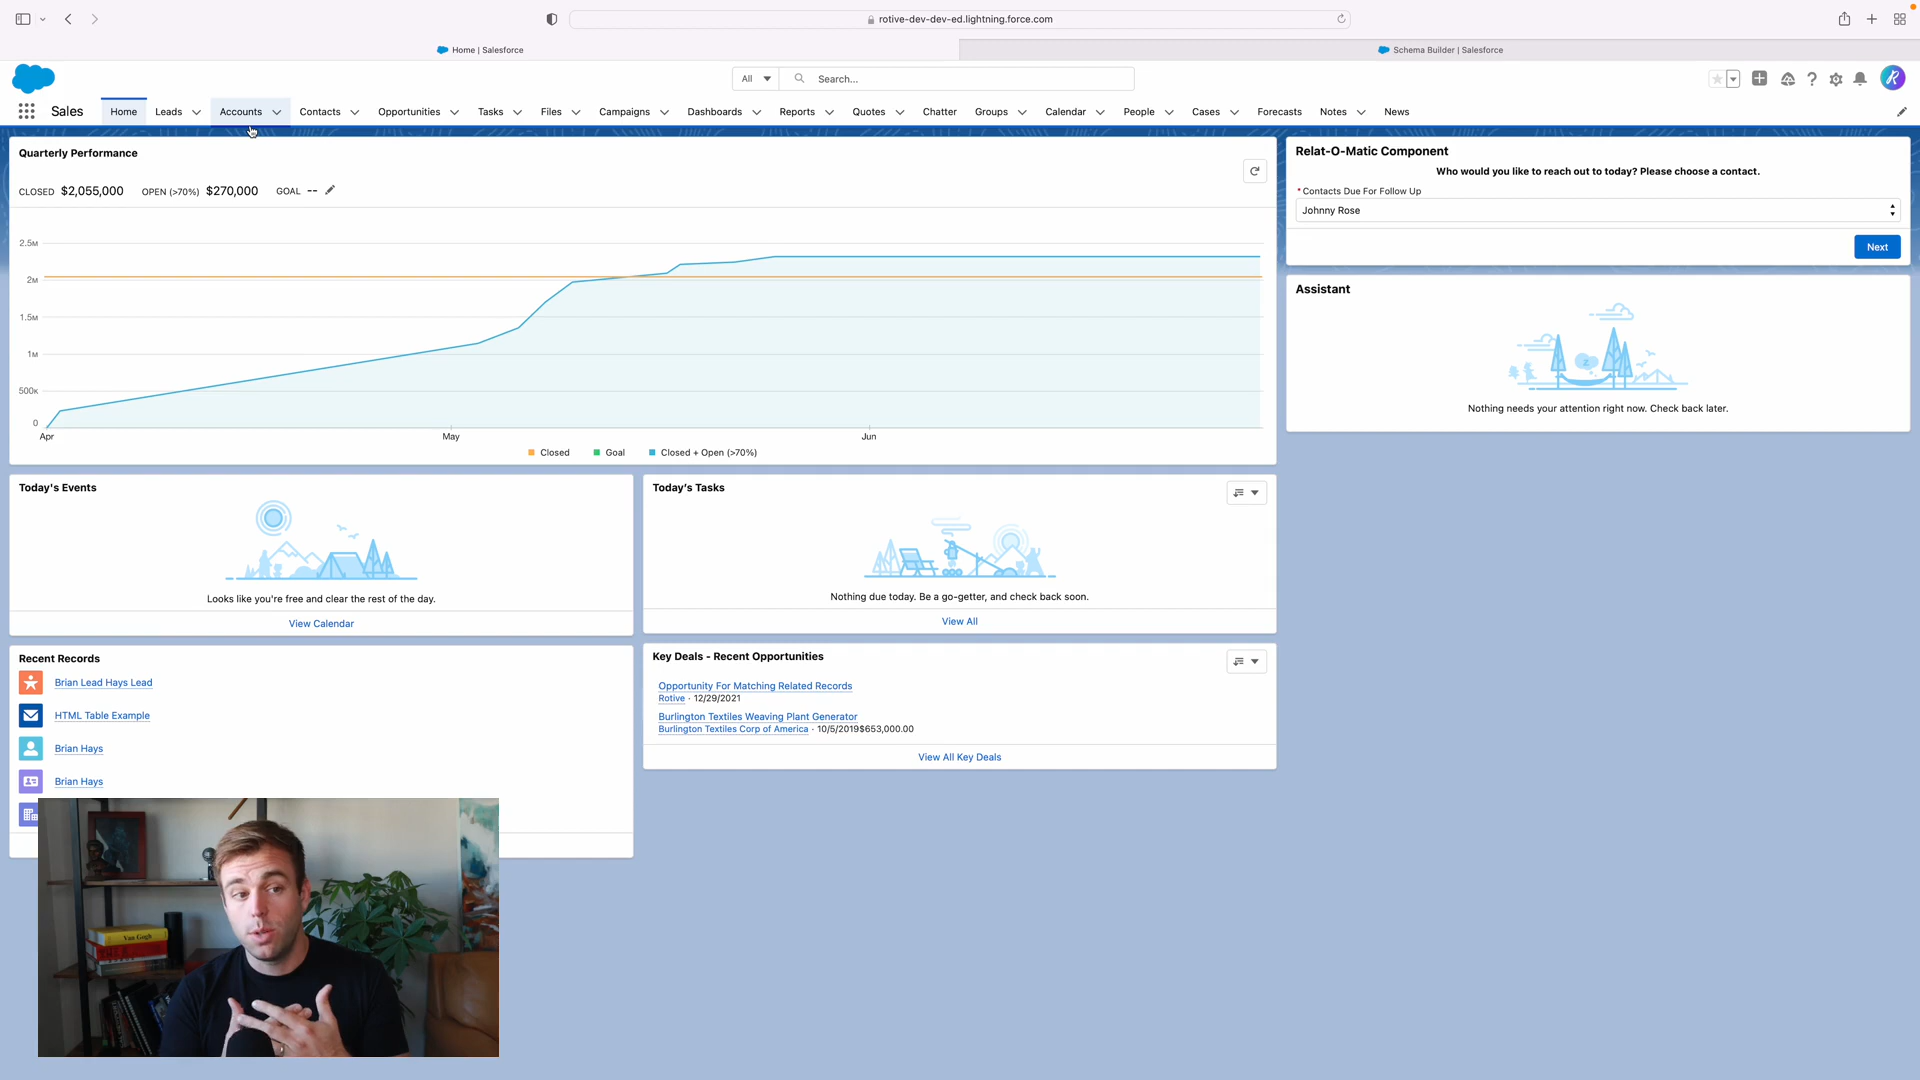 rotive-dev-dev-ed.lightning.force.com
Home | Salesforce
Schema Builder | Salesforce
All
Search...
Sales
Home
Leads
Accounts
Contacts
Opportunities
Tasks
Files
Campaigns
Dashboards
Reports
Quotes
Chatter
Groups
Calendar
People
Cases
Forecasts
Notes
News
Quarterly Performance
CLOSED $2,055,000 OPEN (>70%) $270,000 GOAL --
2.5M
2M
1.5M
1M
500K
0
Apr May Jun
Closed Goal Closed + Open (>70%)
Relat-O-Matic Component
Who would you like to reach out to today? Please choose a contact.
* Contacts Due For Follow Up
Johnny Rose
Next
Assistant
Z
Nothing needs your attention right now. Check back later.
Today's Events
Looks like you're free and clear the rest of the day.
View Calendar
Today's Tasks
Nothing due today. Be a go-getter, and check back soon.
View All
Recent Records
Brian Lead Hays Lead
HTML Table Example
Brian Hays
Brian Hays
Key Deals - Recent Opportunities
Opportunity For Matching Related Records
Rotive · 12/29/2021
Burlington Textiles Weaving Plant Generator
Burlington Textiles Corp of America · 10/5/2019$653,000.00
View All Key Deals
Van Gogh